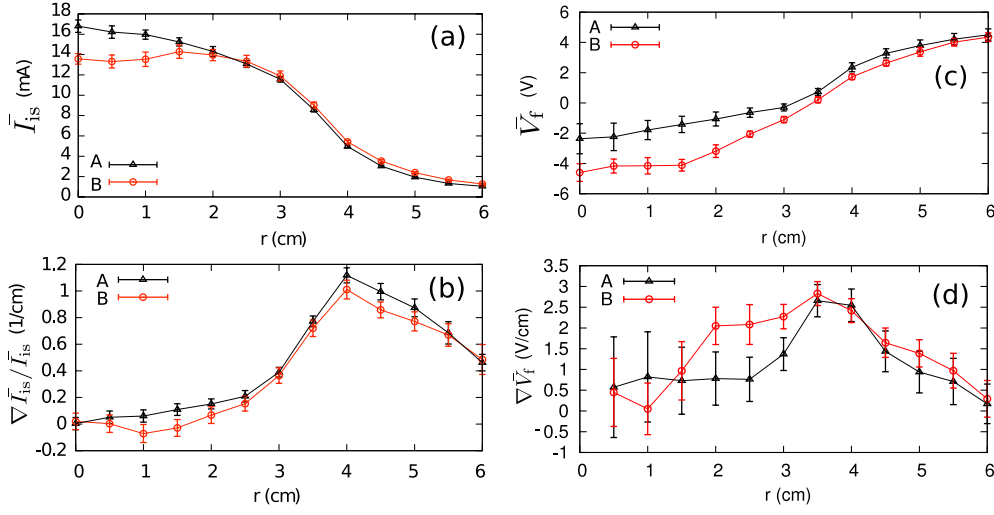 18
16
14
12
10
8
6
4
2
0
Ī_is (mA)
A
B
(a)
0 1 2 3 4 5 6
r (cm)
6
4
2
0
-2
-4
-6
V̄_f (V)
A
B
(c)
0 1 2 3 4 5 6
r (cm)
1.2
1
0.8
0.6
0.4
0.2
0
-0.2
∇Ī_is/Ī_is (1/cm)
A
B
(b)
0 1 2 3 4 5 6
r (cm)
3.5
3
2.5
2
1.5
1
0.5
0
-0.5
-1
∇V̄_f (V/cm)
A
B
(d)
0 1 2 3 4 5 6
r (cm)